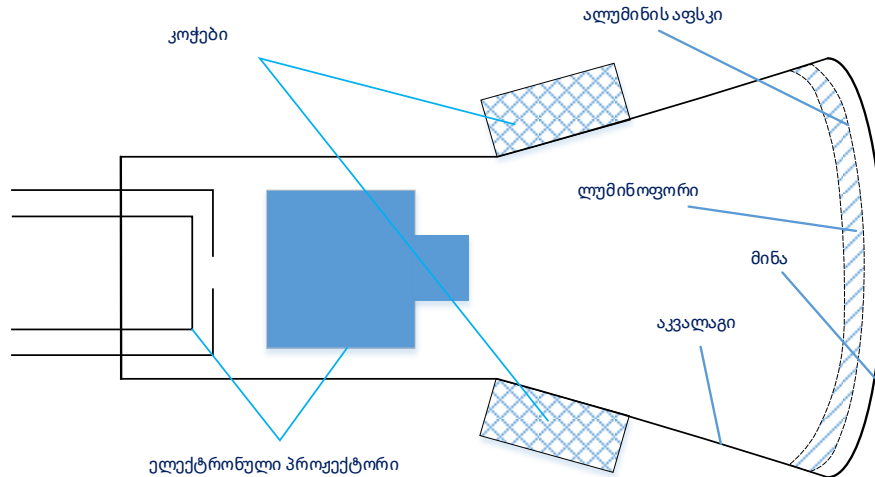 ალუმინის აფსკი
კოჭები
ლუმინოფორი
მინა
აკვალაგი
ელექტრონული პროჟექტორი